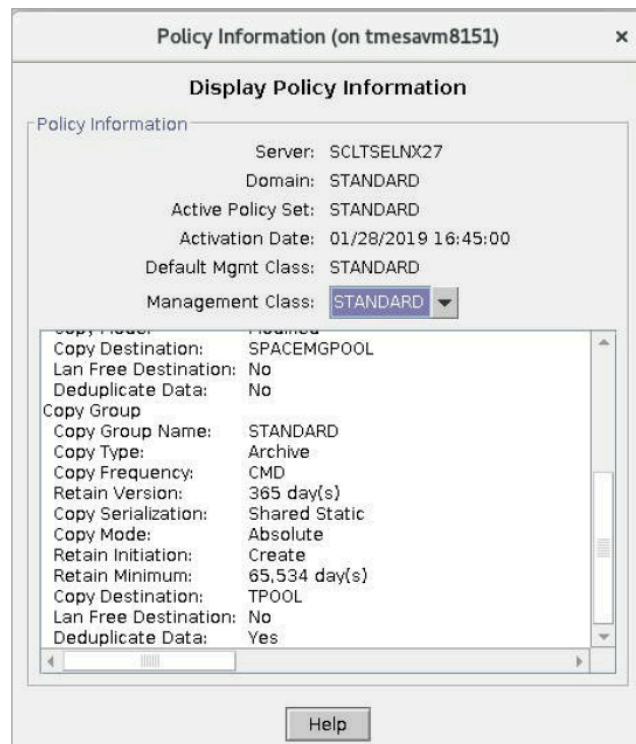 Policy Information (on tmesavm8151) ×
Display Policy Information
Policy Information
Server: SCLTSELNX27
Domain: STANDARD
Active Policy Set: STANDARD
Activation Date: 01/28/2019 16:45:00
Default Mgmt Class: STANDARD
Management Class: STANDARD
Copy Mode: Modified
Copy Destination: SPACEMGPOOL
Lan Free Destination: No
Deduplicate Data: No
Copy Group
Copy Group Name: STANDARD
Copy Type: Archive
Copy Frequency: CMD
Retain Version: 365 day(s)
Copy Serialization: Shared Static
Copy Mode: Absolute
Retain Initiation: Create
Retain Minimum: 65,534 day(s)
Copy Destination: TPOOL
Lan Free Destination: No
Deduplicate Data: Yes
Help